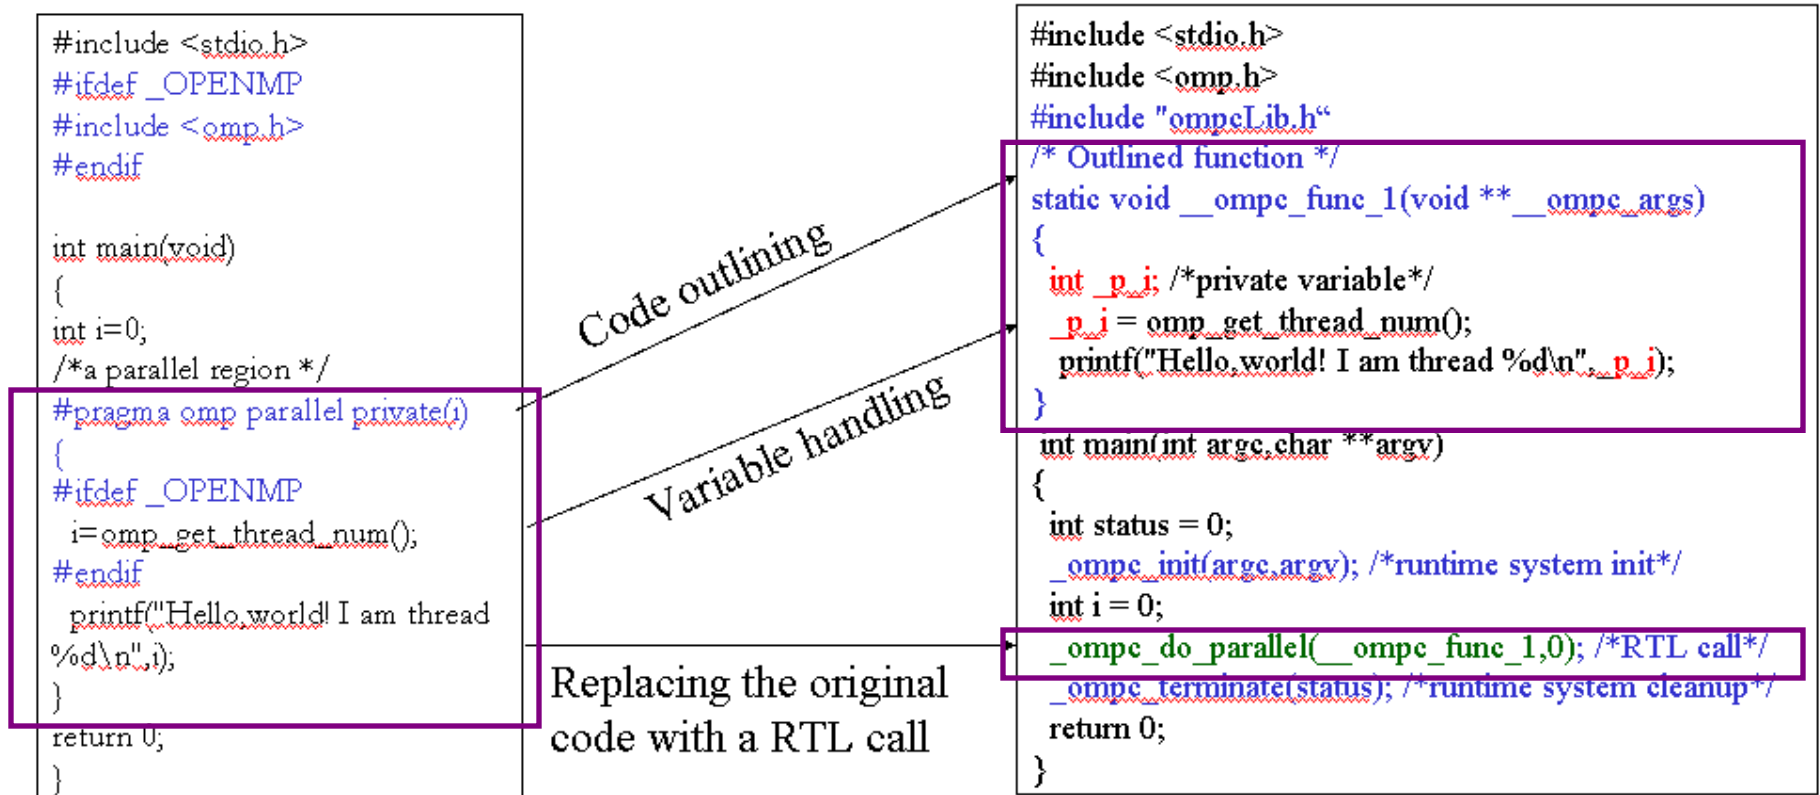 #include <stdio.h>
#ifdef _OPENMP
#include <omp.h>
#endif
int main(void)
{
int i=0;
/*a parallel region */
#pragma omp parallel private(i)
{
#ifdef _OPENMP
i=omp_get_thread_num();
#endif
printf("Hello,world! I am thread
%d\n",i);
}
return 0;
}
Code outlining
Variable handling
Replacing the original
code with a RTL call
#include <stdio.h>
#include <omp.h>
#include "ompcLib.h“
/* Outlined function */
static void __ompc_func_1(void **__ompc_args)
{
int _p_i; /*private variable*/
_p_i = omp_get_thread_num();
printf("Hello,world! I am thread %d\n",_p_i);
}
int main(int argc,char **argv)
{
int status = 0;
_ompc_init(argc,argv); /*runtime system init*/
int i = 0;
_ompc_do_parallel(__ompc_func_1,0); /*RTL call*/
_ompc_terminate(status); /*runtime system cleanup*/
return 0;
}